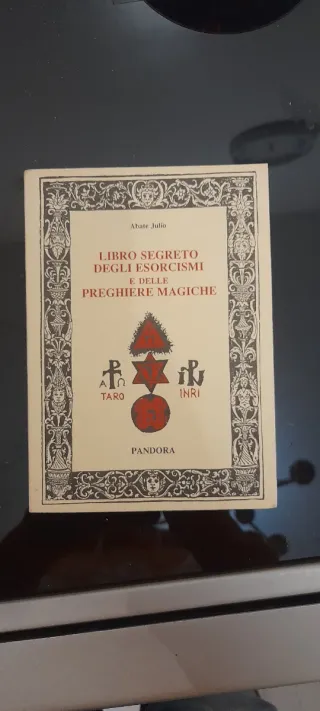 Abate Julio
LIBRO SEGRETO
DEGLI ESORCISMI
E DELLE
PREGHIERE MAGICHE
A Ω
TARO INRI
PANDORA